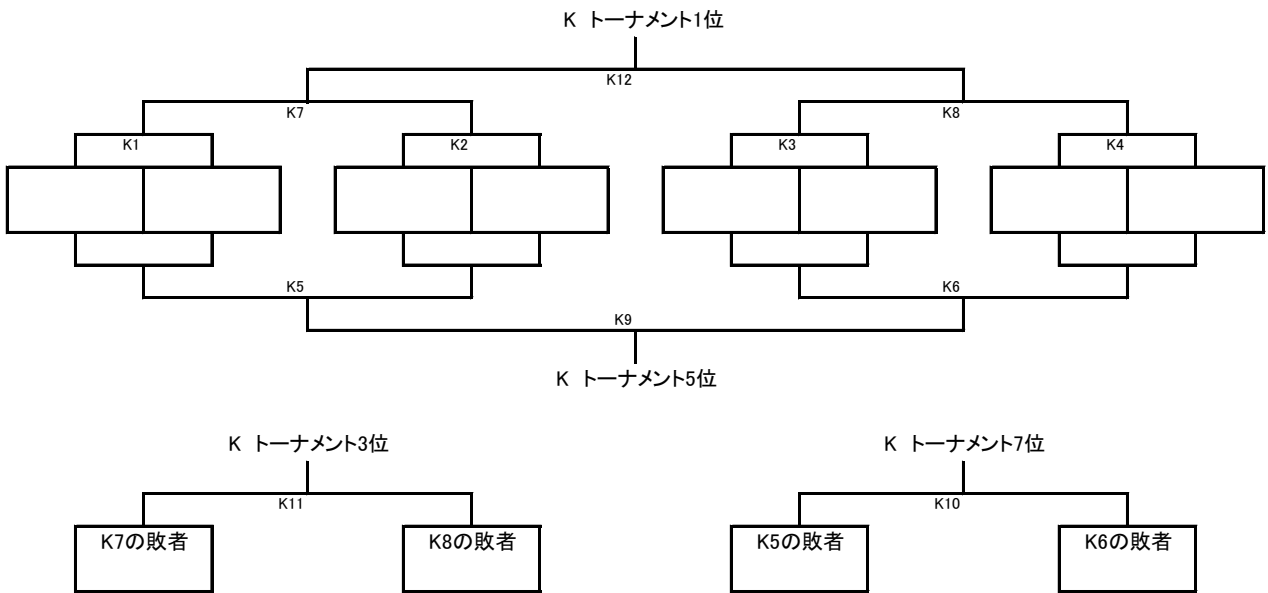 K トーナメント1位
K12
K7
K8
K1
K2
K3
K4
K5
K6
K9
K トーナメント5位
K トーナメント3位
K トーナメント7位
K11
K10
K7の敗者
K8の敗者
K5の敗者
K6の敗者